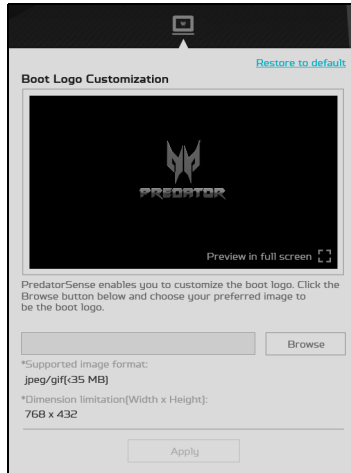 Restore to default
Boot Logo Customization
PREDATOR
Preview in full screen
PredatorSense enables you to customize the boot logo. Click the
Browse button below and choose your preferred image to
be the boot logo.
Browse
*Supported image format:
jpeg/gif(<35 MB)
*Dimension limitation(Width x Height):
768 x 432
Apply